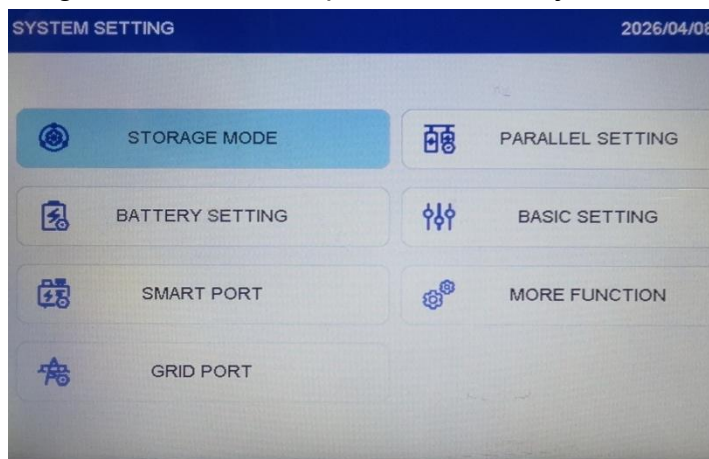 SYSTEM SETTING 2026/04/08
STORAGE MODE PARALLEL SETTING
BATTERY SETTING BASIC SETTING
SMART PORT MORE FUNCTION
GRID PORT